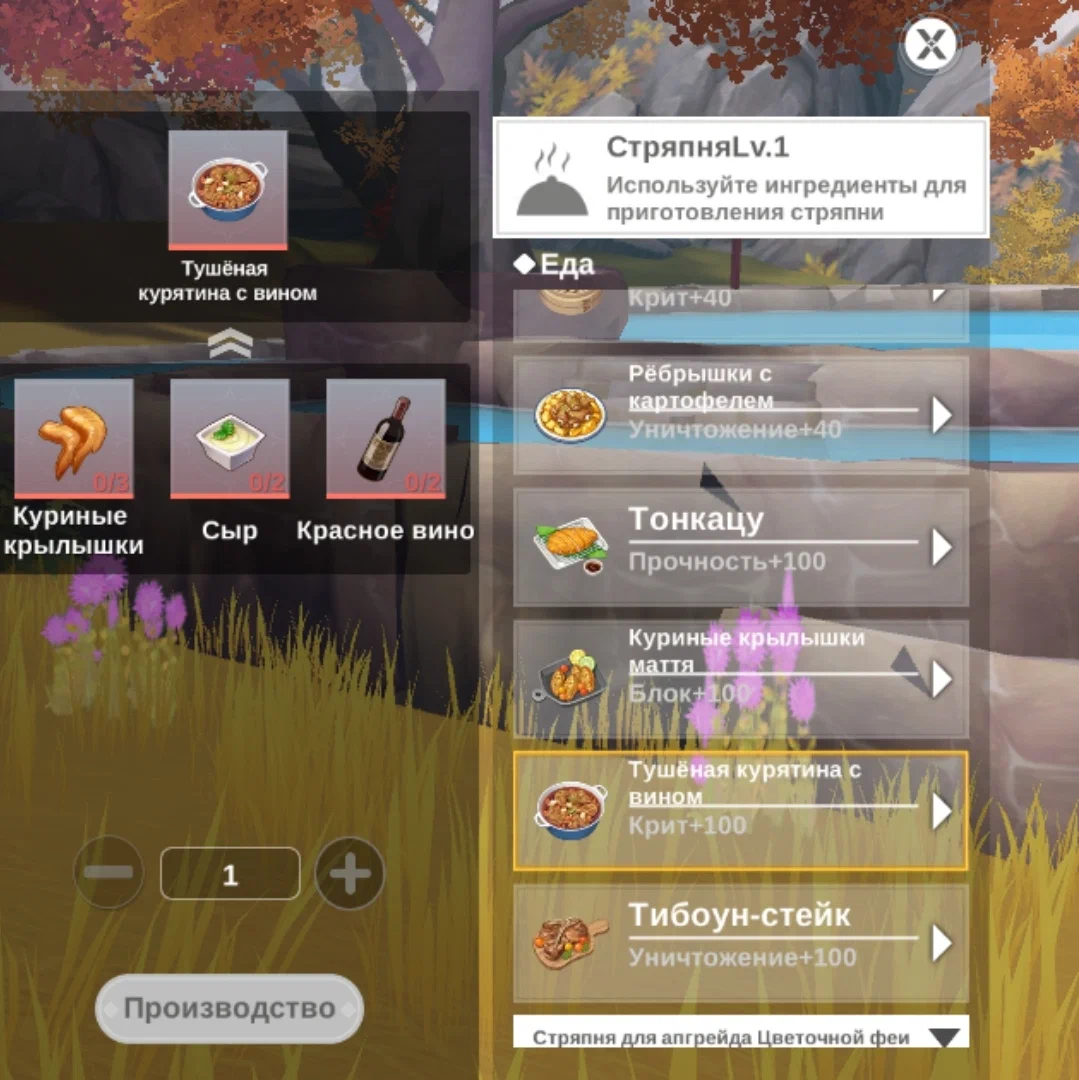 Тушёная
курятина с вином
0/3
0/2
0/2
Куриные
крылышки
Сыр
Красное вино
1
Производство
X
СтряпняLv.1
Используйте ингредиенты для
приготовления стряпни
Еда
Крит+40
Рёбрышки с
картофелем
Уничтожение+40
Тонкацу
Прочность+100
Куриные крылышки
маття
Блок+100
Тушёная курятина с
вином
Крит+100
Тибоун-стейк
Уничтожение+100
Стряпня для апгрейда Цветочной феи